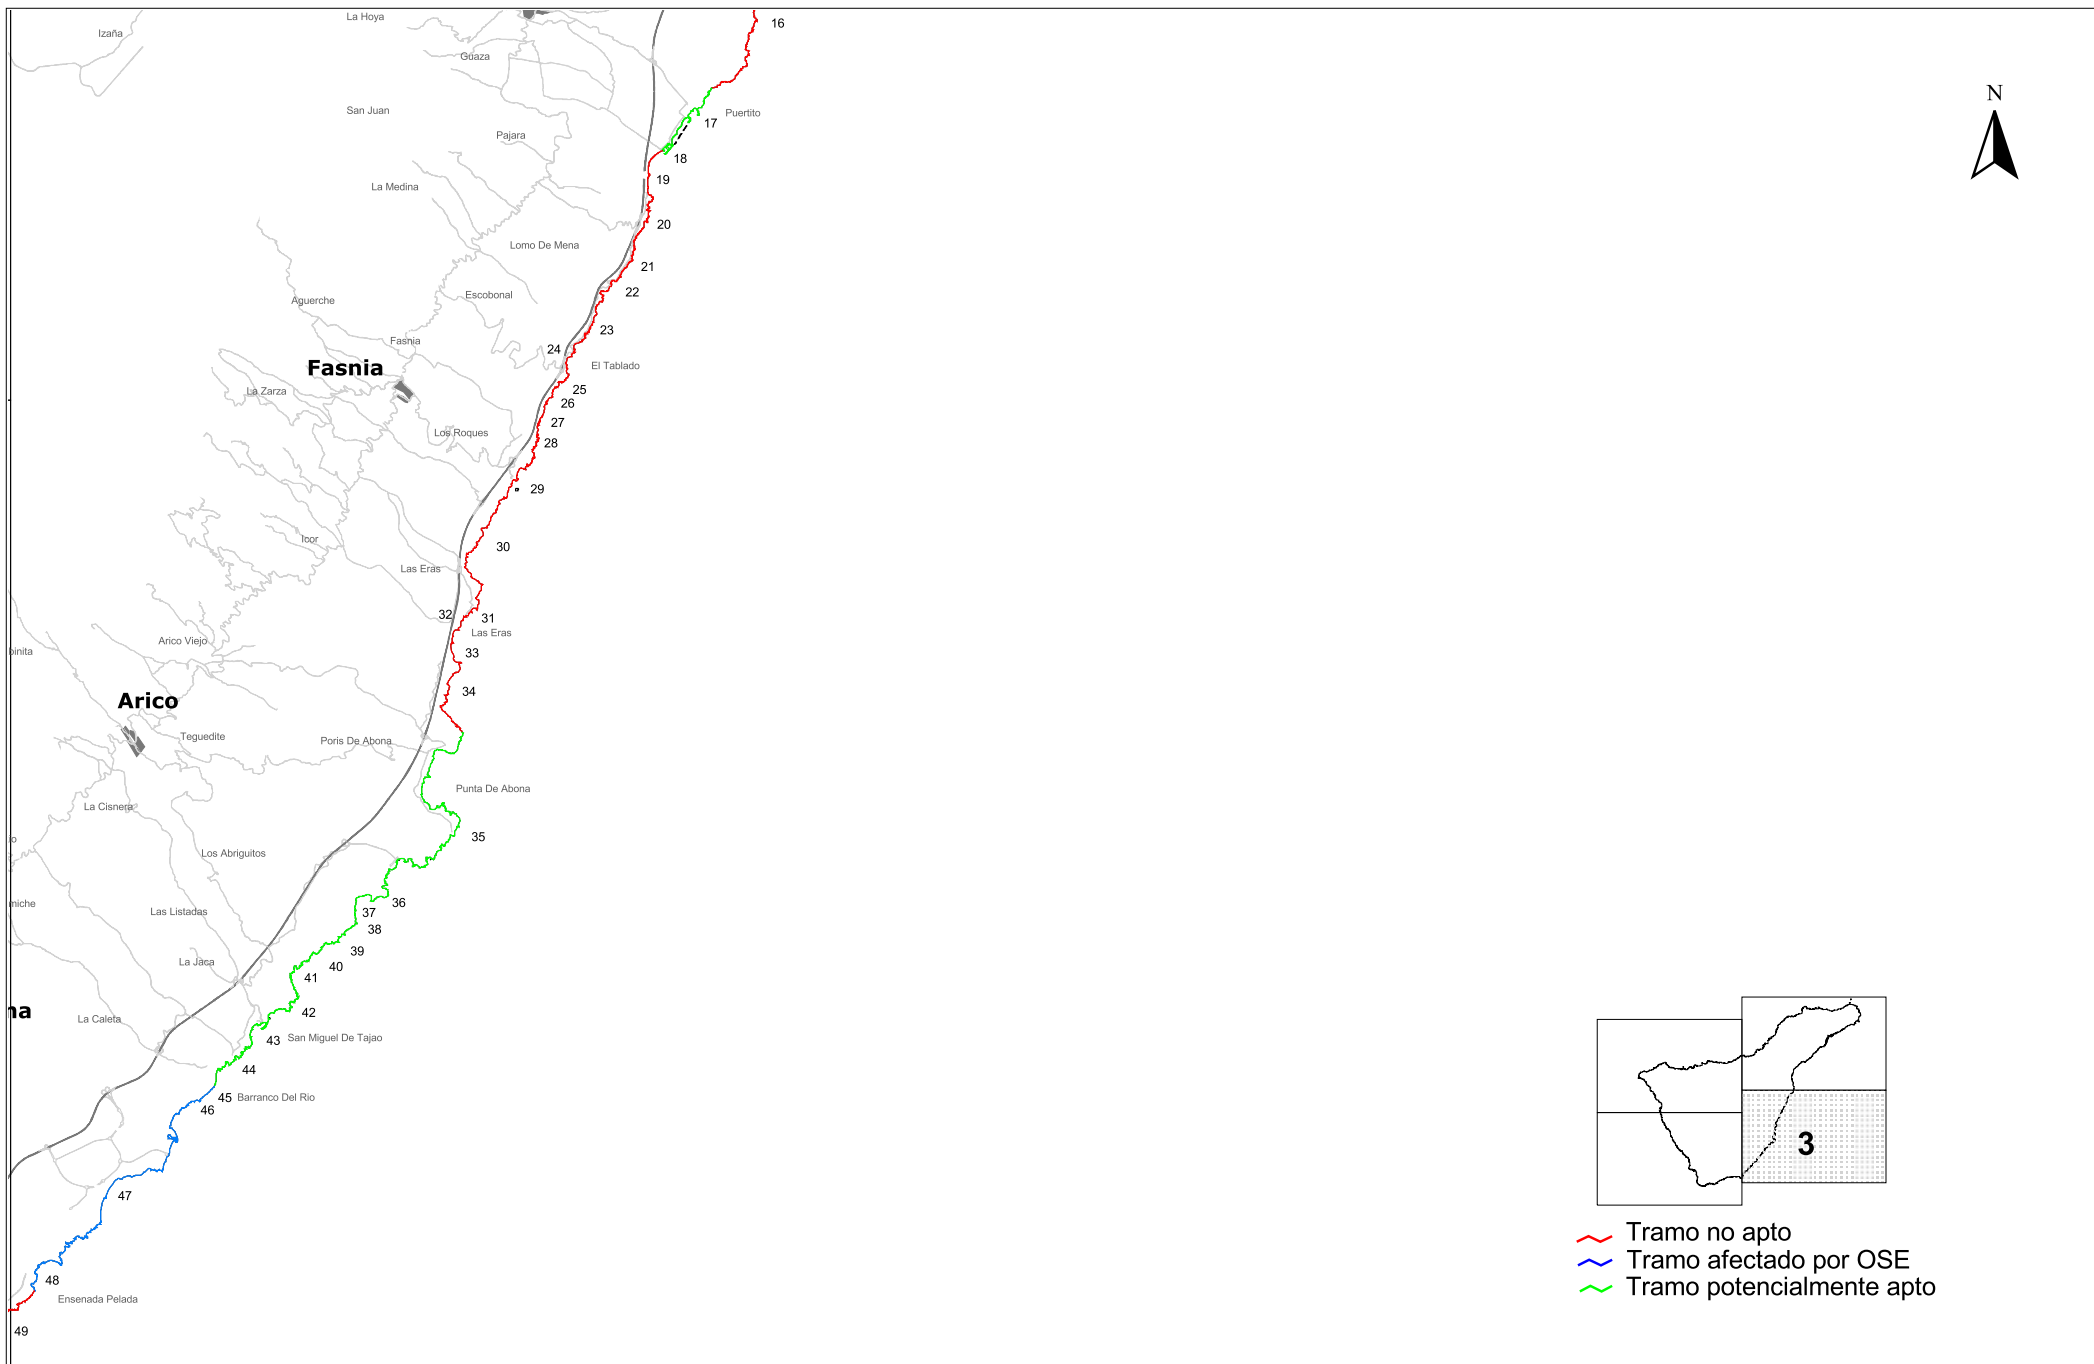 La Hoya
16
Izaña
Guaza
San Juan
Puertito
17
Pajara
18
19
La Medina
20
Lomo De Mena
21
22
Escobonal
Aguerche
23
Fasnia
24
Fasnia
El Tablado
25
La Zarza
26
27
Los Roques
28
29
Icor
30
Las Eras
32
31
Las Eras
Arico Viejo
binita
33
34
Arico
Teguedite
Poris De Abona
Punta De Abona
La Cisnera
35
io
Los Abriguitos
miche
36
Las Listadas
37
38
39
La Jaca
40
41
na
La Caleta
42
43
San Miguel De Tajao
44
45
Barranco Del Rio
46
47
48
Ensenada Pelada
49
N
3
Tramo no apto
Tramo afectado por OSE
Tramo potencialmente apto